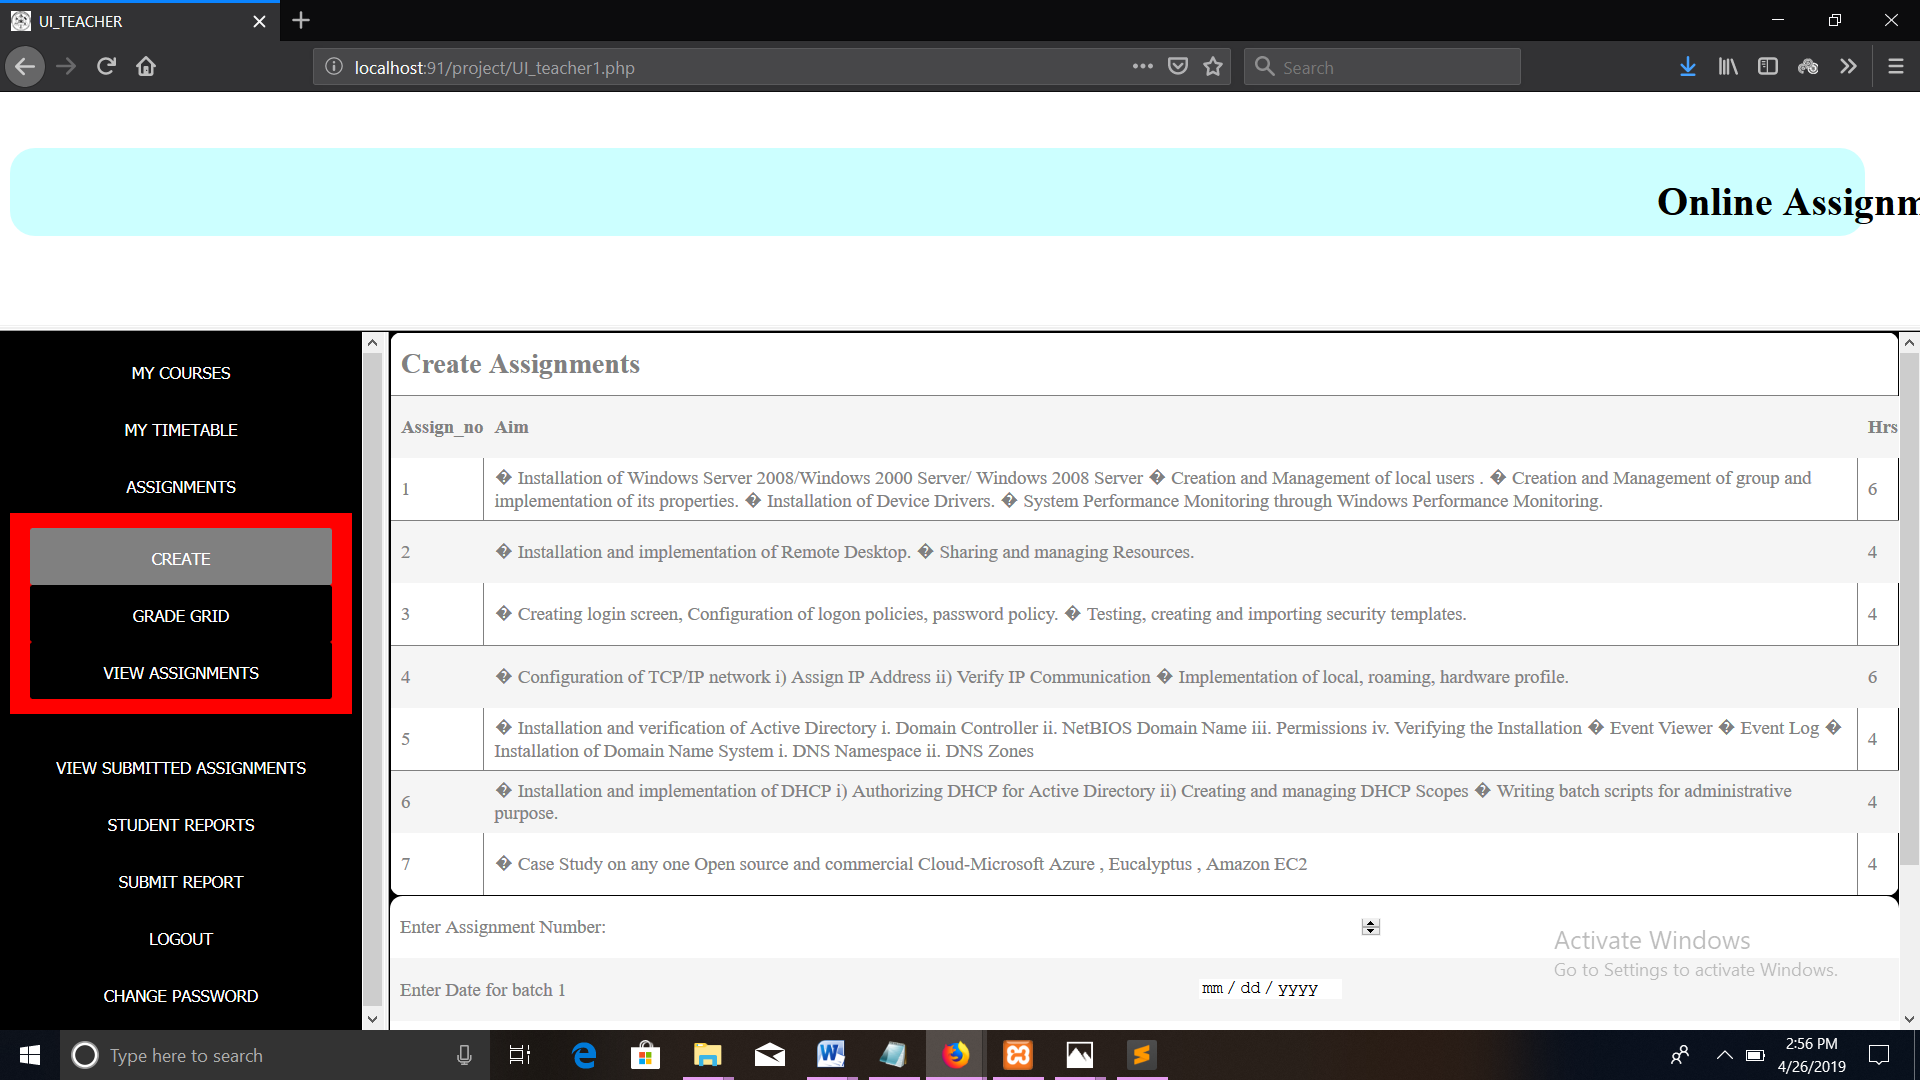 UI_TEACHER
localhost:91/project/UI_teacher1.php
Search
Online Assignm
MY COURSES
MY TIMETABLE
ASSIGNMENTS
CREATE
GRADE GRID
VIEW ASSIGNMENTS
VIEW SUBMITTED ASSIGNMENTS
STUDENT REPORTS
SUBMIT REPORT
LOGOUT
CHANGE PASSWORD
Create Assignments
Assign_no Aim Hrs
1 � Installation of Windows Server 2008/Windows 2000 Server/ Windows 2008 Server � Creation and Management of local users . � Creation and Management of group and
implementation of its properties. � Installation of Device Drivers. � System Performance Monitoring through Windows Performance Monitoring. 6
2 � Installation and implementation of Remote Desktop. � Sharing and managing Resources. 4
3 � Creating login screen, Configuration of logon policies, password policy. � Testing, creating and importing security templates. 4
4 � Configuration of TCP/IP network i) Assign IP Address ii) Verify IP Communication � Implementation of local, roaming, hardware profile. 6
5 � Installation and verification of Active Directory i. Domain Controller ii. NetBIOS Domain Name iii. Permissions iv. Verifying the Installation � Event Viewer � Event Log �
Installation of Domain Name System i. DNS Namespace ii. DNS Zones 4
6 � Installation and implementation of DHCP i) Authorizing DHCP for Active Directory ii) Creating and managing DHCP Scopes � Writing batch scripts for administrative
purpose. 4
7 � Case Study on any one Open source and commercial Cloud-Microsoft Azure , Eucalyptus , Amazon EC2 4
Enter Assignment Number:
Enter Date for batch 1 mm / dd / yyyy
Activate Windows
Go to Settings to activate Windows.
Type here to search
2:56 PM
4/26/2019